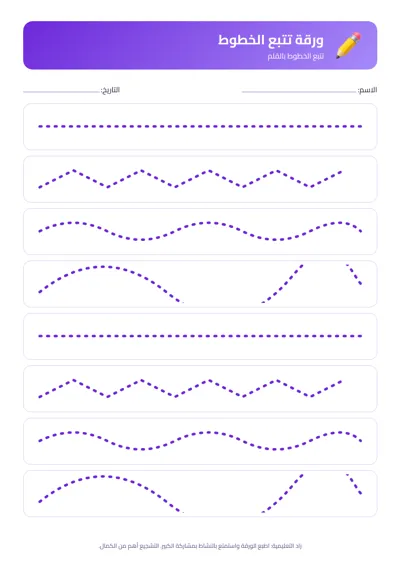 ورقة تتبع الخطوط
تتبع الخطوط بالقلم
الاسم:
التاريخ:
زاد التعليمية: اطبع الورقة واستمتع بالنشاط بمشاركة الكبير. التشجيع أهم من الكمال.